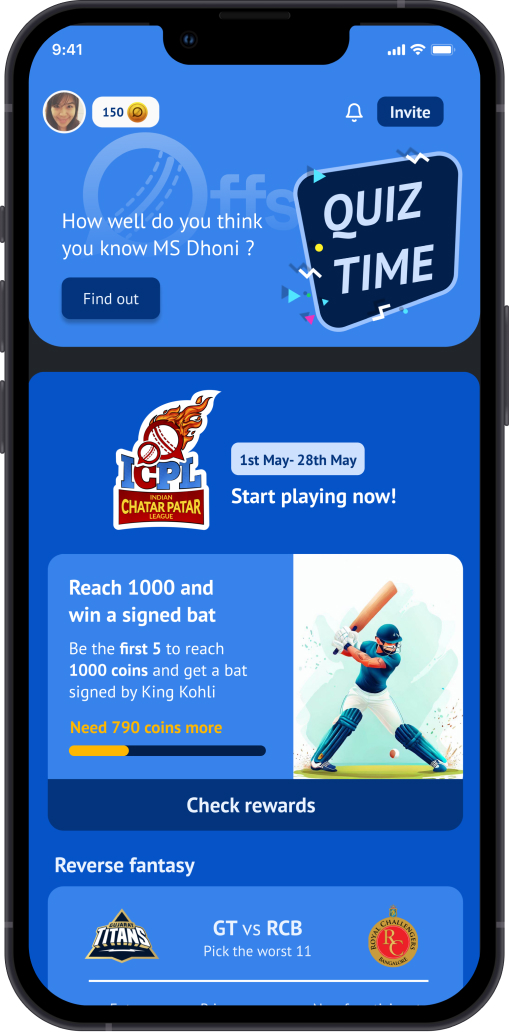 9:41
150
Invite
Offs
How well do you think
you know MS Dhoni ?
Find out
QUIZ
TIME
ICPL
INDIAN
CHATAR PATAR
LEAGUE
1st May- 28th May
Start playing now!
Reach 1000 and
win a signed bat
Be the first 5 to reach
1000 coins and get a bat
signed by King Kohli
Need 790 coins more
Check rewards
Reverse fantasy
GUJARAT
TITANS
GT vs RCB
Pick the worst 11
ROYAL CHALLENGERS
RC
BANGALORE